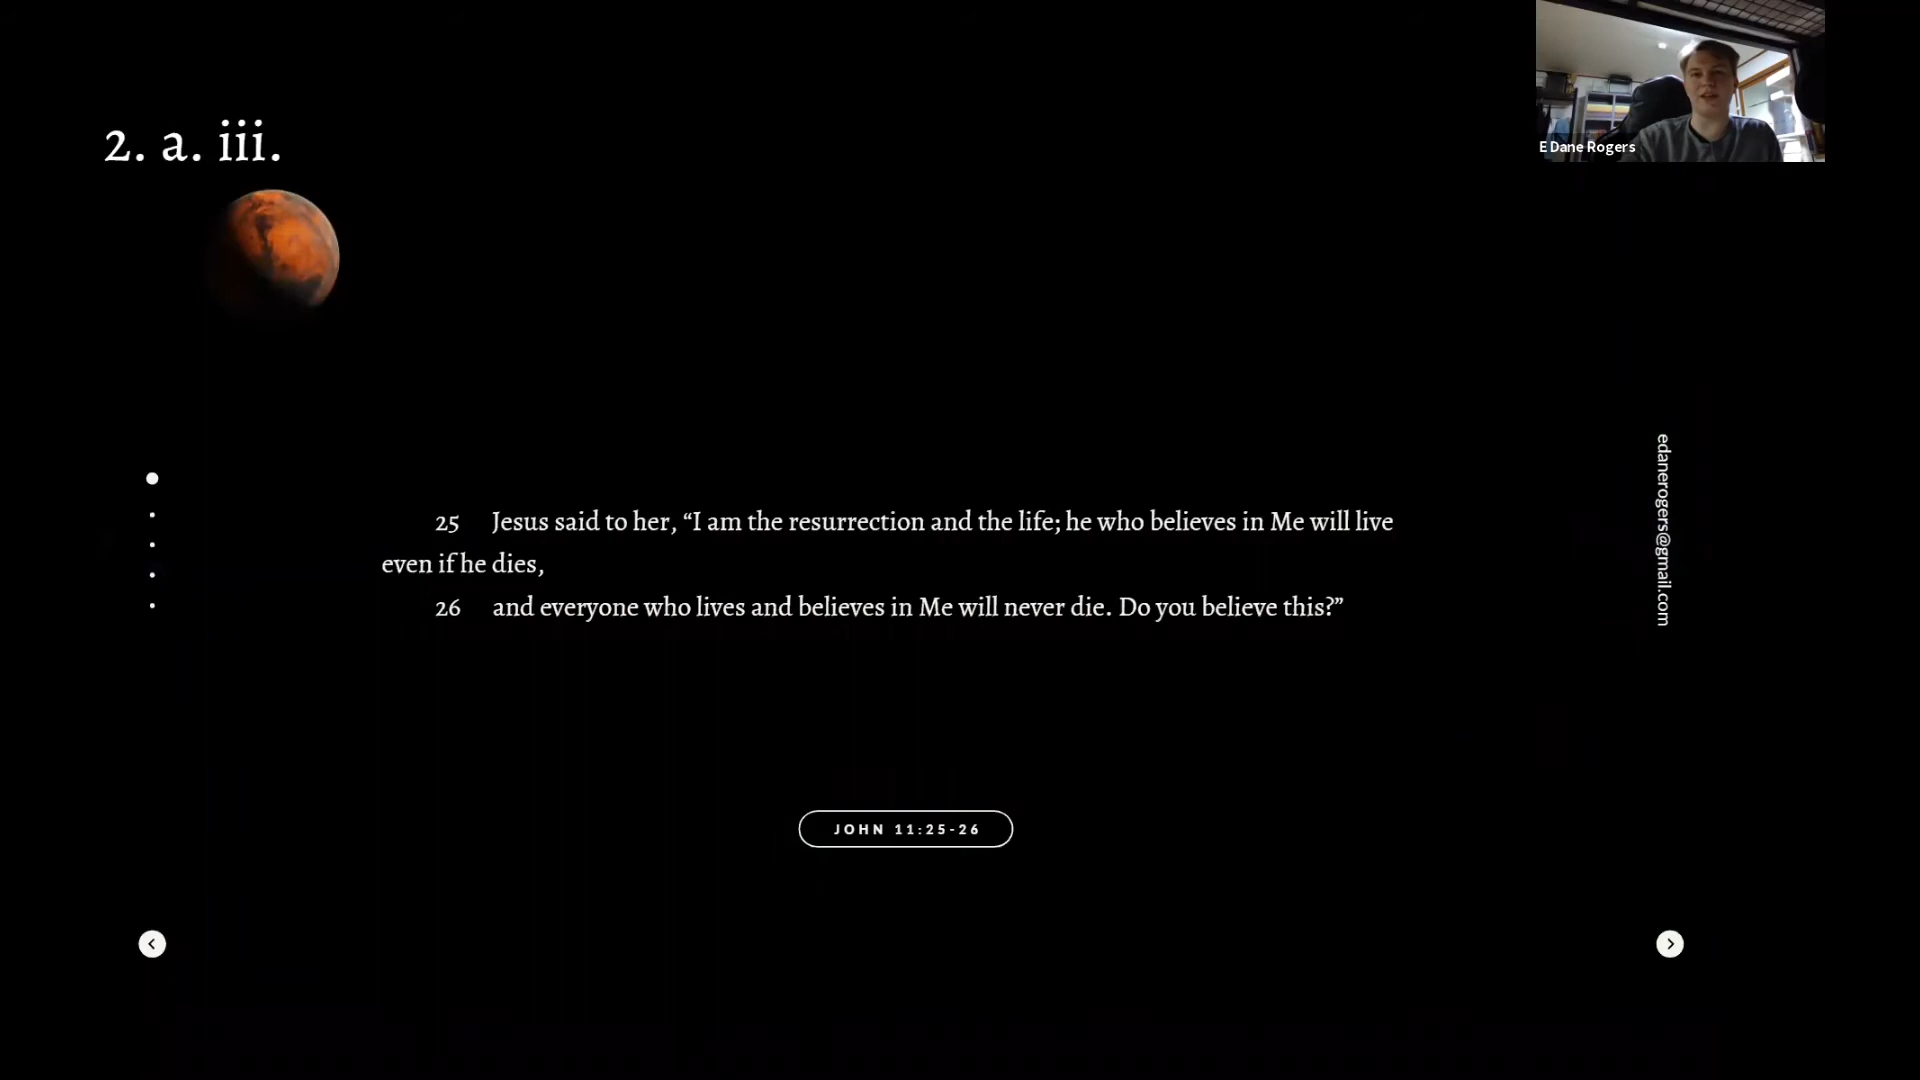 2. a. iii.
E Dane Rogers
25 Jesus said to her, “I am the resurrection and the life; he who believes in Me will live
even if he dies,
26 and everyone who lives and believes in Me will never die. Do you believe this?”
edanerogers@gmail.com
JOHN 11:25-26